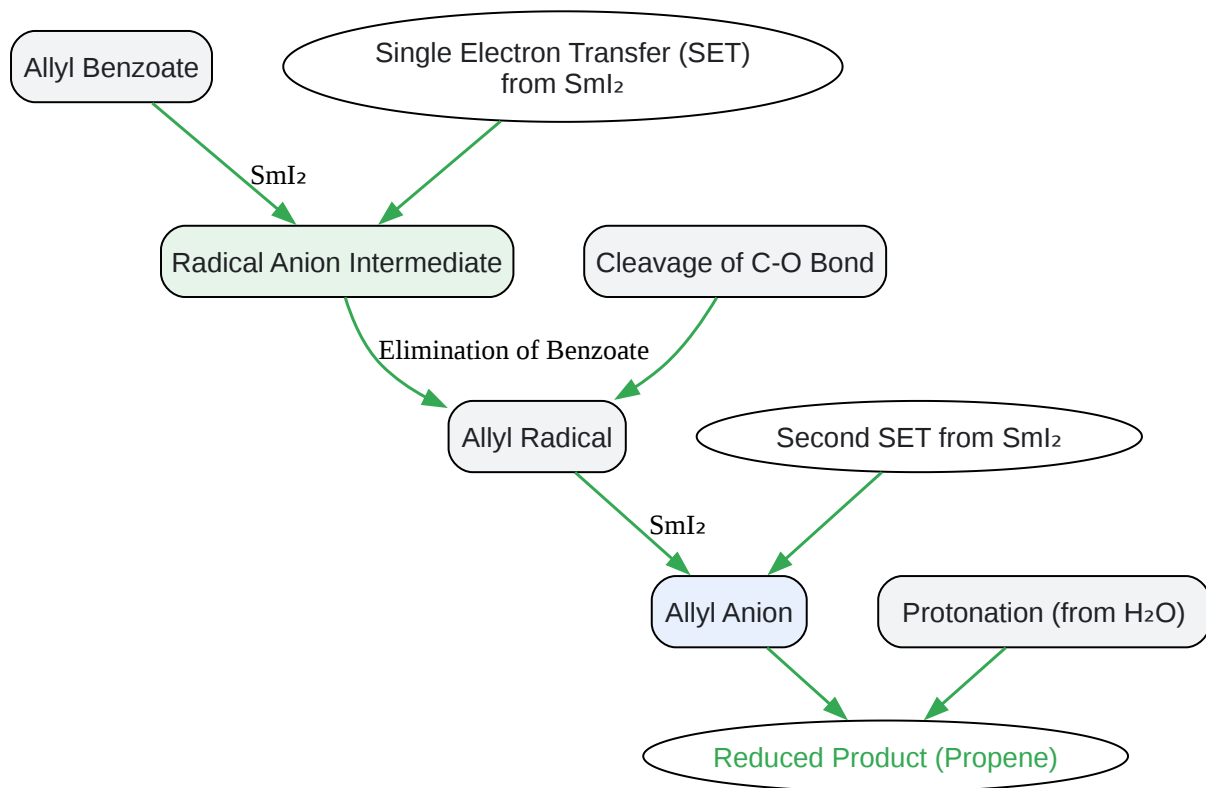 Allyl Benzoate
Single Electron Transfer (SET)
from SmI₂
SmI₂
Radical Anion Intermediate
Cleavage of C-O Bond
Elimination of Benzoate
Allyl Radical
Second SET from SmI₂
SmI₂
Allyl Anion
Protonation (from H₂O)
Reduced Product (Propene)